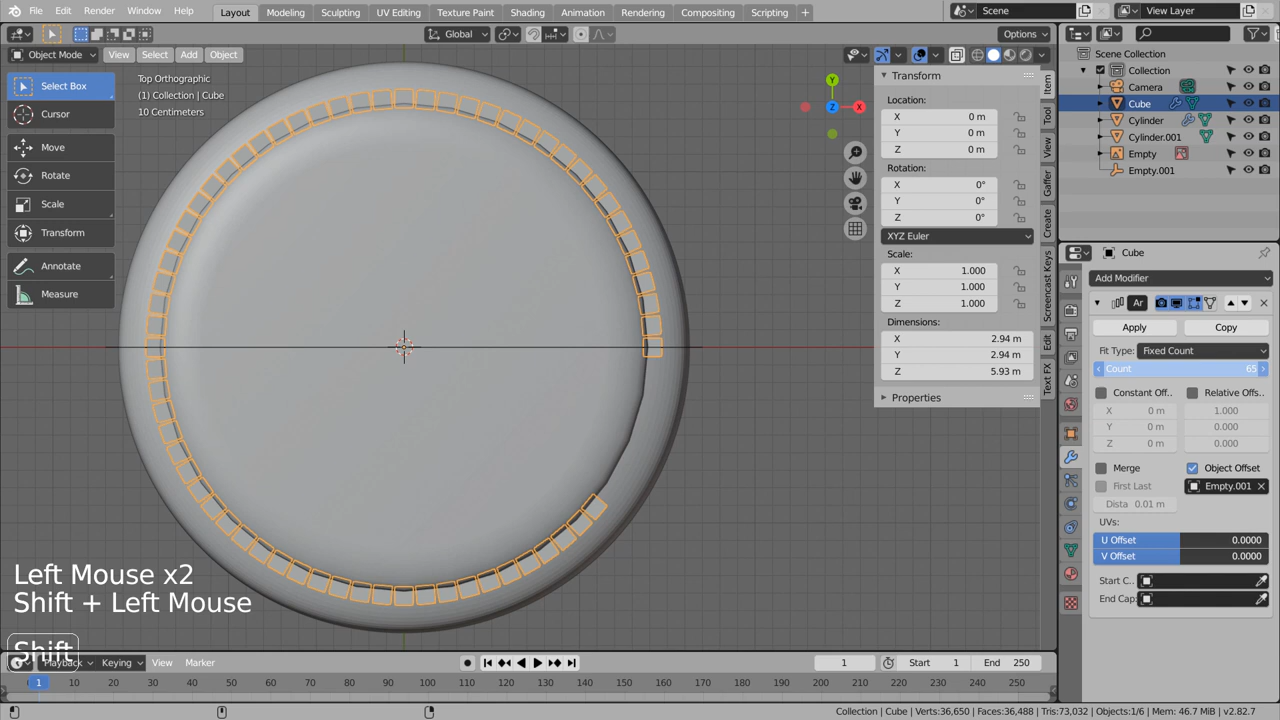 File Edit Render Window Help Layout Modeling Sculpting UV Editing Texture Paint Shading Animation Rendering Compositing Scripting + Scene View Layer
Global Options
Object Mode View Select Add Object
Select Box
Cursor
Move
Rotate
Scale
Transform
Annotate
Measure
Top Orthographic
(1) Collection | Cube
10 Centimeters
Y
Z
X
Transform
Location:
X 0 m
Y 0 m
Z 0 m
Rotation:
X 0°
Y 0°
Z 0°
XYZ Euler
Scale:
X 1.000
Y 1.000
Z 1.000
Dimensions:
X 2.94 m
Y 2.94 m
Z 5.93 m
Properties
Item
Tool
View
Gaffer
Create
Screencast Keys
Edit
Text FX
Scene Collection
Collection
Camera
Cube
Cylinder
Cylinder.001
Empty
Empty.001
Cube
Add Modifier
Ar
Apply Copy
Fit Type: Fixed Count
Count 65
Constant Off.. Relative Offs..
X 0 m 1.000
Y 0 m 0.000
Z 0 m 0.000
Merge Object Offset
First Last Empty.001
Dista 0.01 m
UVs:
U Offset 0.0000
V Offset 0.0000
Start C..
End Cap
Left Mouse x2
Shift + Left Mouse
Shift
Playback Keying View Marker 1 Start 1 End 250
1 10 20 30 40 50 60 70 80 90 100 110 120 130 140 150 160 170 180 190 200 210 220 230 240 250
Collection | Cube | Verts:36,650 | Faces:36,488 | Tris:73,032 | Objects:1/6 | Mem: 46.7 MiB | v2.82.7